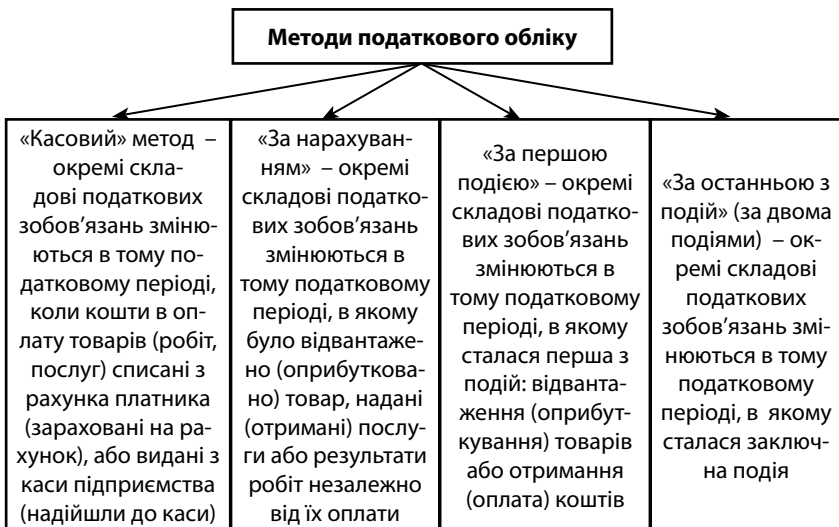 Методи податкового обліку
«Касовий» метод –
окремі скла-
дові податкових
зобов’язань зміню-
ються в тому по-
датковому періоді,
коли кошти в оп-
лату товарів (робіт,
послуг) списані з
рахунка платника
(зараховані на ра-
хунок), або видані з
каси підприємства
(надійшли до каси)
«За нарахуван-
ням» – окремі
складові податко-
вих зобов’язань
змінюються в
тому податковому
періоді, в якому
було відвантаже-
но (оприбуткова-
но) товар, надані
(отримані) послу-
ги або результати
робіт незалежно
від їх оплати
«За першою
подією» – окремі
складові податко-
вих зобов’язань
змінюються в
тому податковому
періоді, в якому
сталася перша з
подій: відванта-
ження (оприбут-
кування) товарів
або отримання
(оплата) коштів
«За останньою з
подій» (за двома
подіями) – ок-
ремі складові
податкових
зобов’язань змі-
нюються в тому
податковому
періоді, в якому
сталася заключ-
на подія